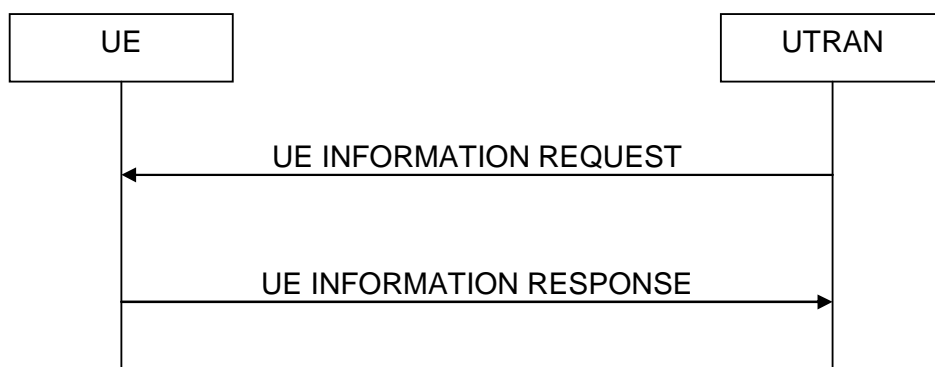 UE
UTRAN
UE INFORMATION REQUEST
UE INFORMATION RESPONSE